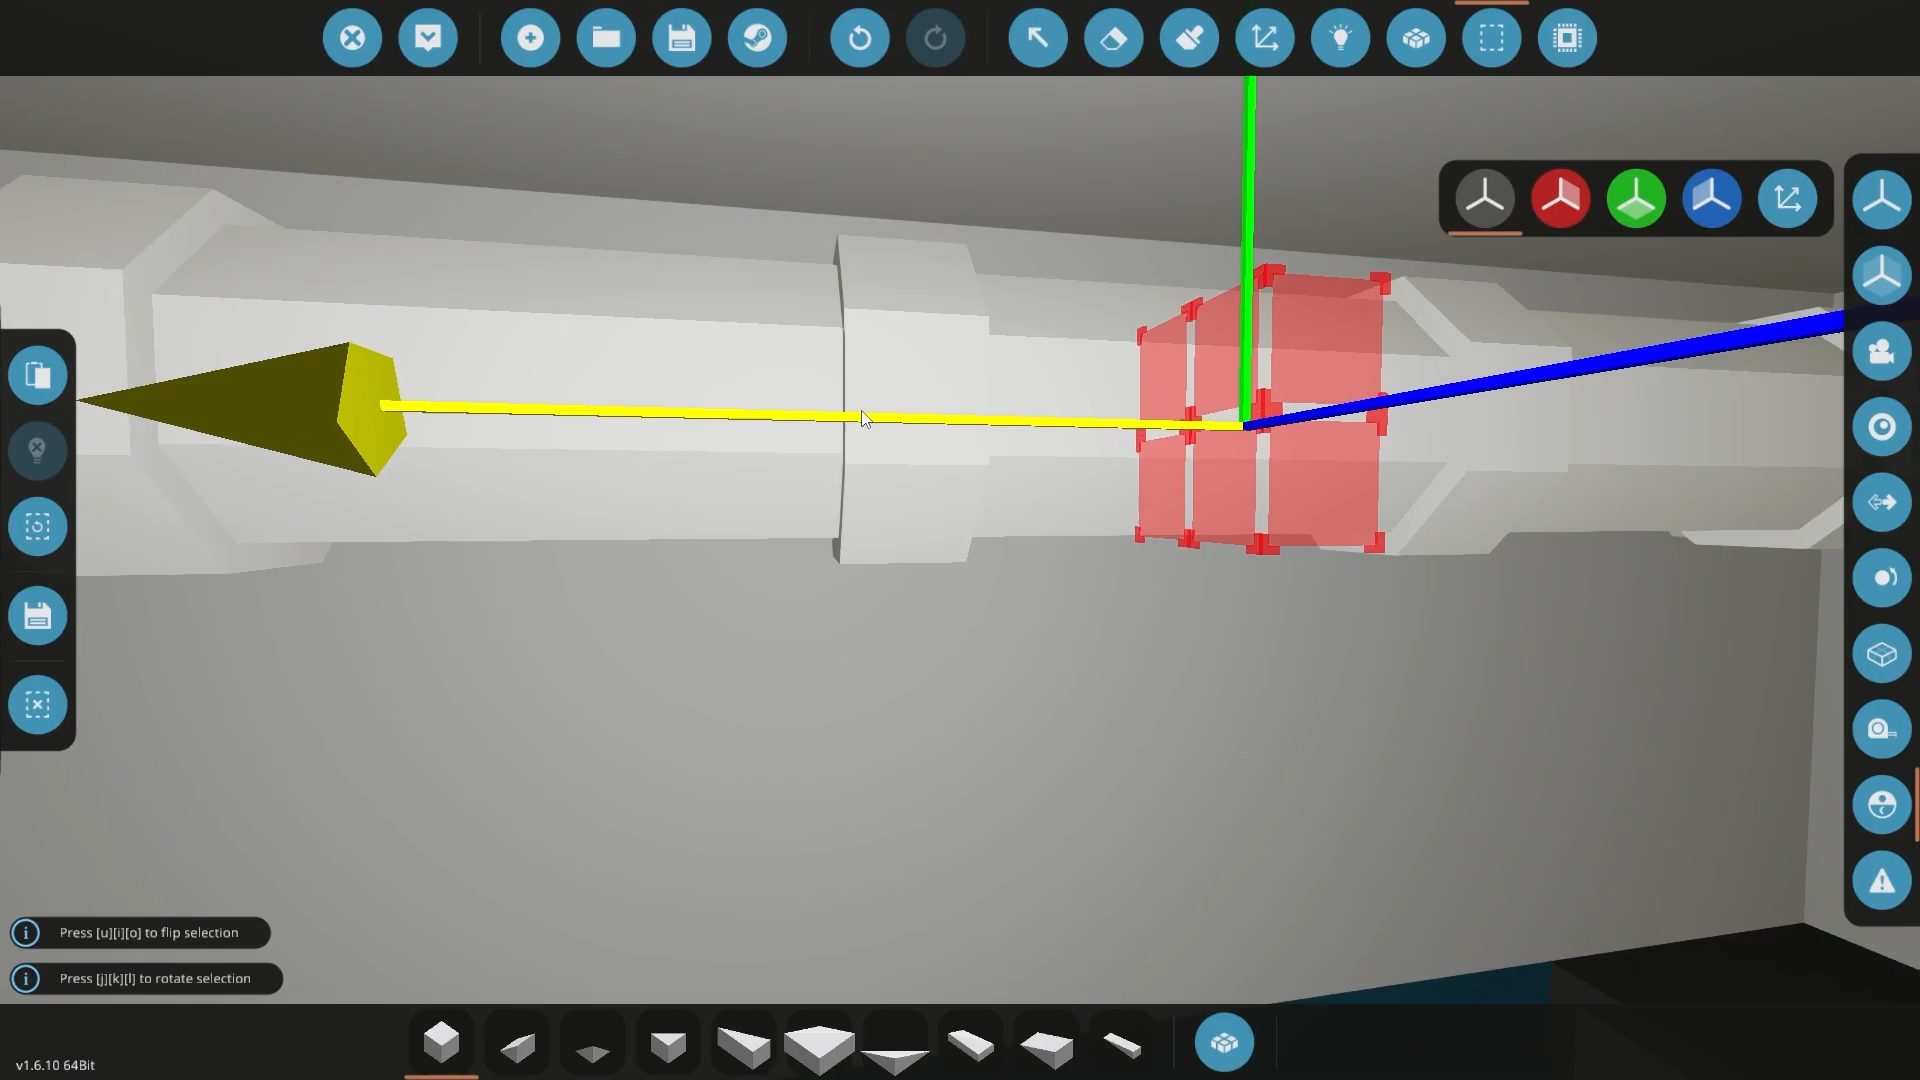 Press [u][i][o] to flip selection
Press [j][k][l] to rotate selection
v1.6.10 64Bit